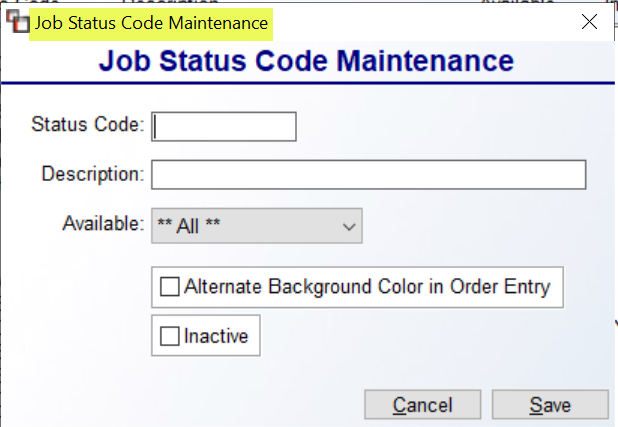 Job Status Code Maintenance
Job Status Code Maintenance
Status Code:
Description:
Available: ** All **
Alternate Background Color in Order Entry
Inactive
Cancel Save